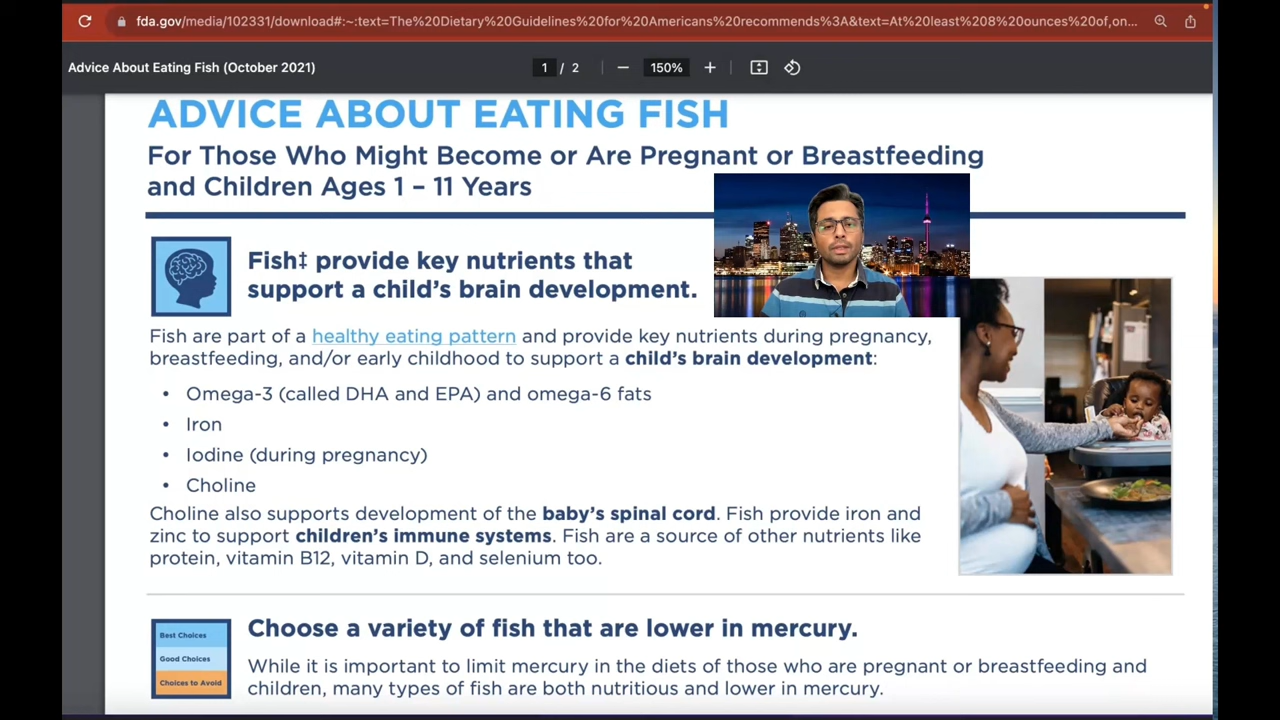 fda.gov/media/102331/download#:~:text=The%20Dietary%20Guidelines%20for%20Americans%20recommends%3A&text=At%20least%208%20ounces%20of,on...
Advice About Eating Fish (October 2021)
1 / 2
150%
ADVICE ABOUT EATING FISH
For Those Who Might Become or Are Pregnant or Breastfeeding
and Children Ages 1 – 11 Years
Fish‡ provide key nutrients that
support a child’s brain development.
Fish are part of a healthy eating pattern and provide key nutrients during pregnancy,
breastfeeding, and/or early childhood to support a child’s brain development:
• Omega-3 (called DHA and EPA) and omega-6 fats
• Iron
• Iodine (during pregnancy)
• Choline
Choline also supports development of the baby’s spinal cord. Fish provide iron and
zinc to support children’s immune systems. Fish are a source of other nutrients like
protein, vitamin B12, vitamin D, and selenium too.
Best Choices
Good Choices
Choices to Avoid
Choose a variety of fish that are lower in mercury.
While it is important to limit mercury in the diets of those who are pregnant or breastfeeding and
children, many types of fish are both nutritious and lower in mercury.